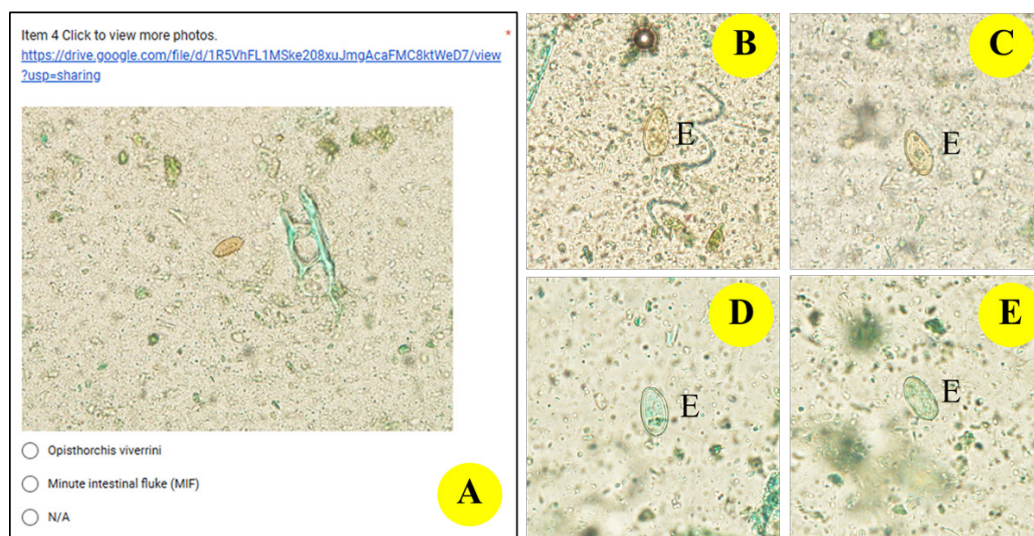 Item 4 Click to view more photos. *
https://drive.google.com/file/d/1R5VhFL1MSke208xuJmgAcaFMC8ktWeD7/view
?usp=sharing
Opisthorchis viverrini
Minute intestinal fluke (MIF)
N/A
A
B
E
C
E
D
E
E
E